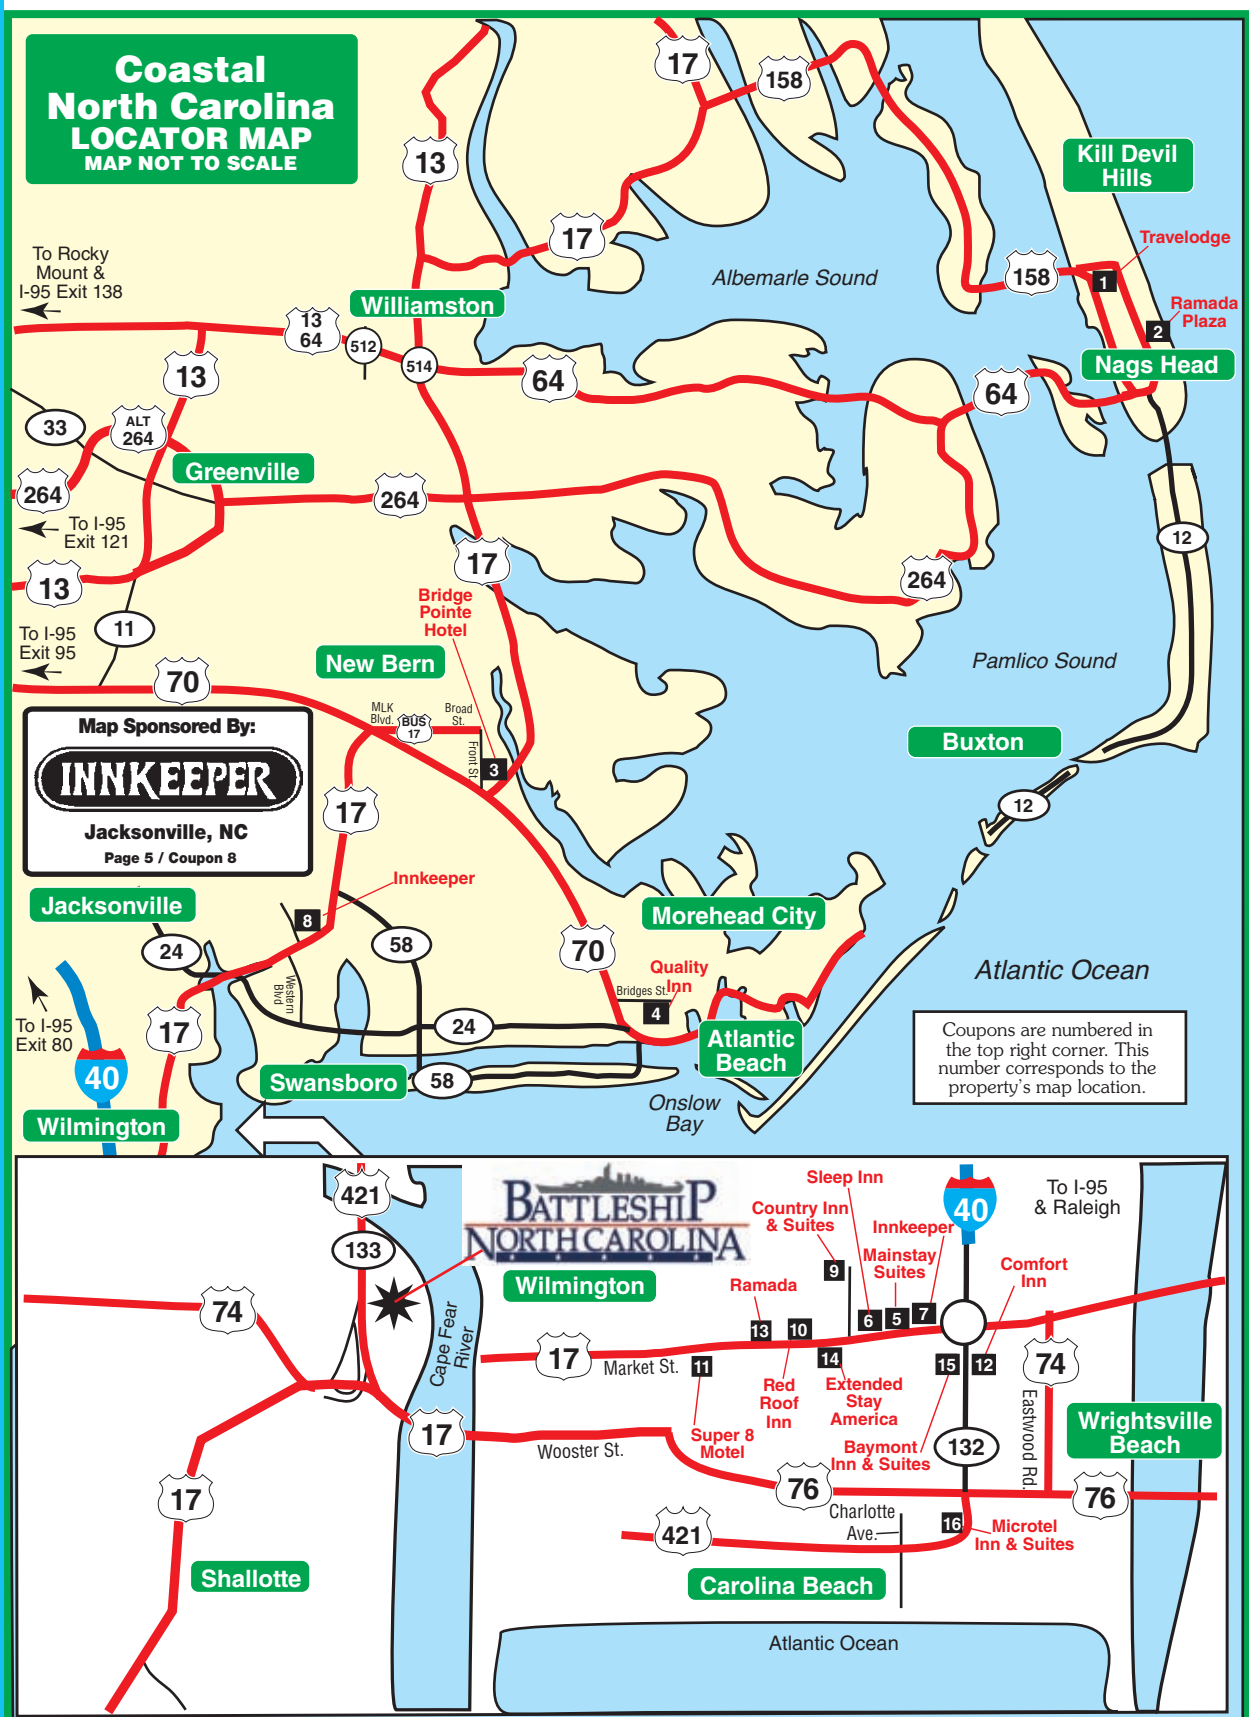 Coastal
North Carolina
LOCATOR MAP
MAP NOT TO SCALE
17
158
13
Kill Devil
Hills
17
Travelodge
To Rocky
Mount &
I-95 Exit 138
Albemarle Sound
158
1
Williamston
Ramada
Plaza
2
13
64
512
514
13
64
Nags Head
64
33
ALT
264
Greenville
264
264
To I-95
Exit 121
12
17
13
264
Bridge
Pointe
Hotel
11
To I-95
Exit 95
New Bern
Pamlico Sound
70
MLK
Blvd.
BUS
17
Broad
St.
Front St.
3
Buxton
Map Sponsored By:
INNKEEPER
Jacksonville, NC
Page 5 / Coupon 8
17
12
Innkeeper
Jacksonville
8
Morehead City
24
58
70
Western
Blvd
Quality
Inn
Bridges St.
4
Atlantic Ocean
To I-95
Exit 80
17
24
Atlantic
Beach
Coupons are numbered in
the top right corner. This
number corresponds to the
property's map location.
40
Swansboro
58
Onslow
Bay
Wilmington
421
BATTLESHIP
NORTH CAROLINA
Sleep Inn
40
To I-95
& Raleigh
Country Inn
& Suites
Innkeeper
133
Mainstay
Suites
9
Comfort
Inn
Wilmington
Ramada
74
Cape Fear
River
13
10
6
5
7
17
Market St.
11
14
15
12
74
Red
Roof
Inn
Extended
Stay
America
Eastwood Rd.
Wrightsville
Beach
17
Wooster St.
Super 8
Motel
Baymont
Inn & Suites
132
17
76
76
Charlotte
Ave.
16
Microtel
Inn & Suites
421
Shallotte
Carolina Beach
Atlantic Ocean